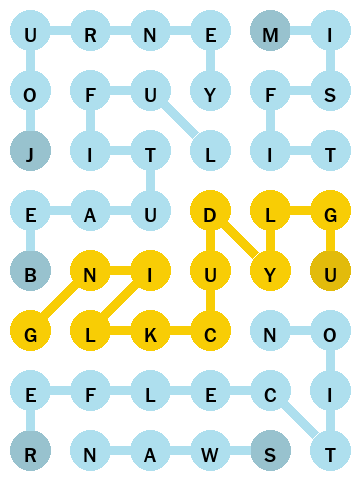 U R N E M I
O F U Y F S
J I T L I T
E A U D L G
B N I U Y U
G L K C N O
E F L E C I
R N A W S T